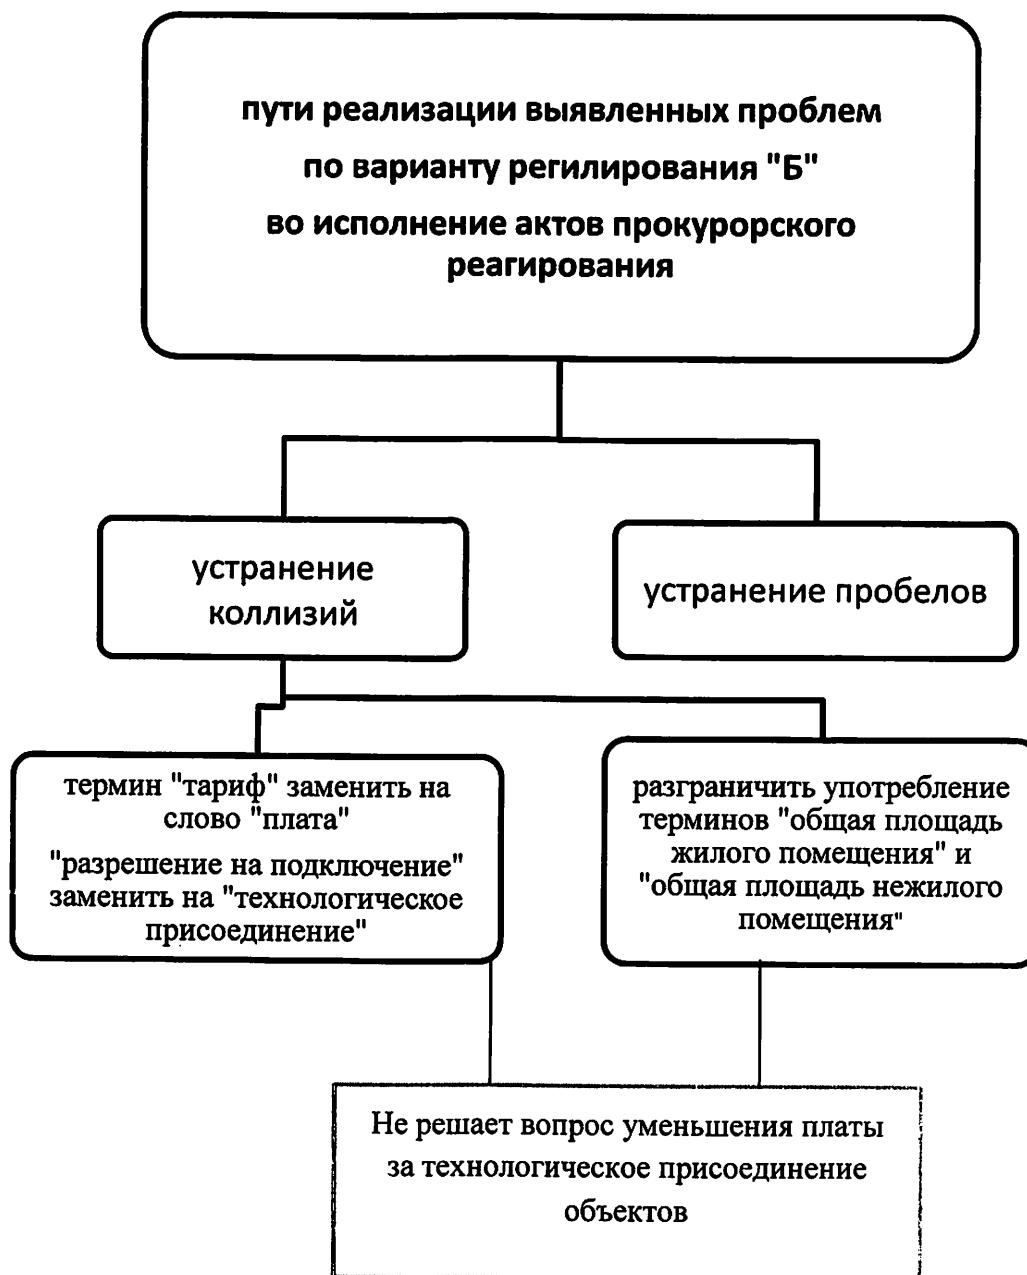 пути реализации выявленных проблем
по варианту регилирования "Б"
во исполнение актов прокурорского
реагирования
устранение
коллизий
устранение пробелов
термин "тариф" заменить на
слово "плата"
"разрешение на подключение"
заменить на "технологическое
присоединение"
разграничить употребление
терминов "общая площадь
жилого помещения" и
"общая площадь нежилого
помещения"
Не решает вопрос уменьшения платы
за технологическое присоединение
объектов